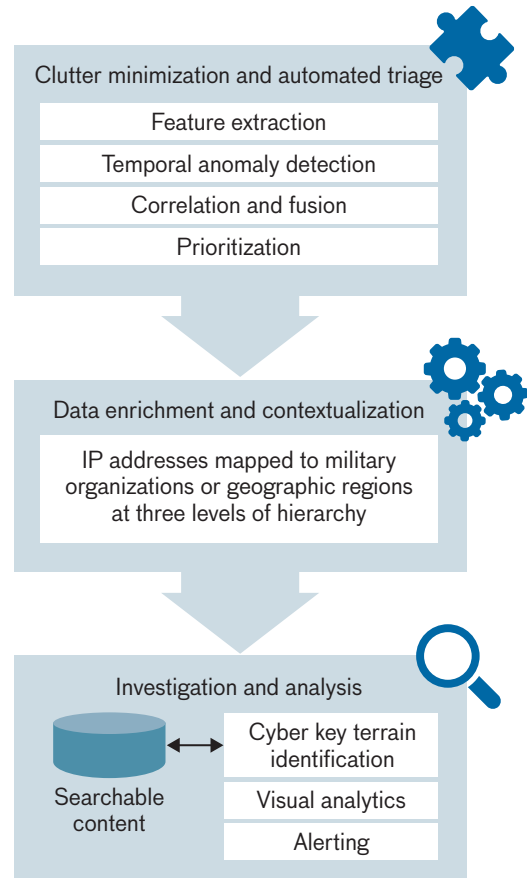 Clutter minimization and automated triage
Feature extraction
Temporal anomaly detection
Correlation and fusion
Prioritization
Data enrichment and contextualization
IP addresses mapped to military
organizations or geographic regions
at three levels of hierarchy
Investigation and analysis
Searchable
content
Cyber key terrain
identification
Visual analytics
Alerting